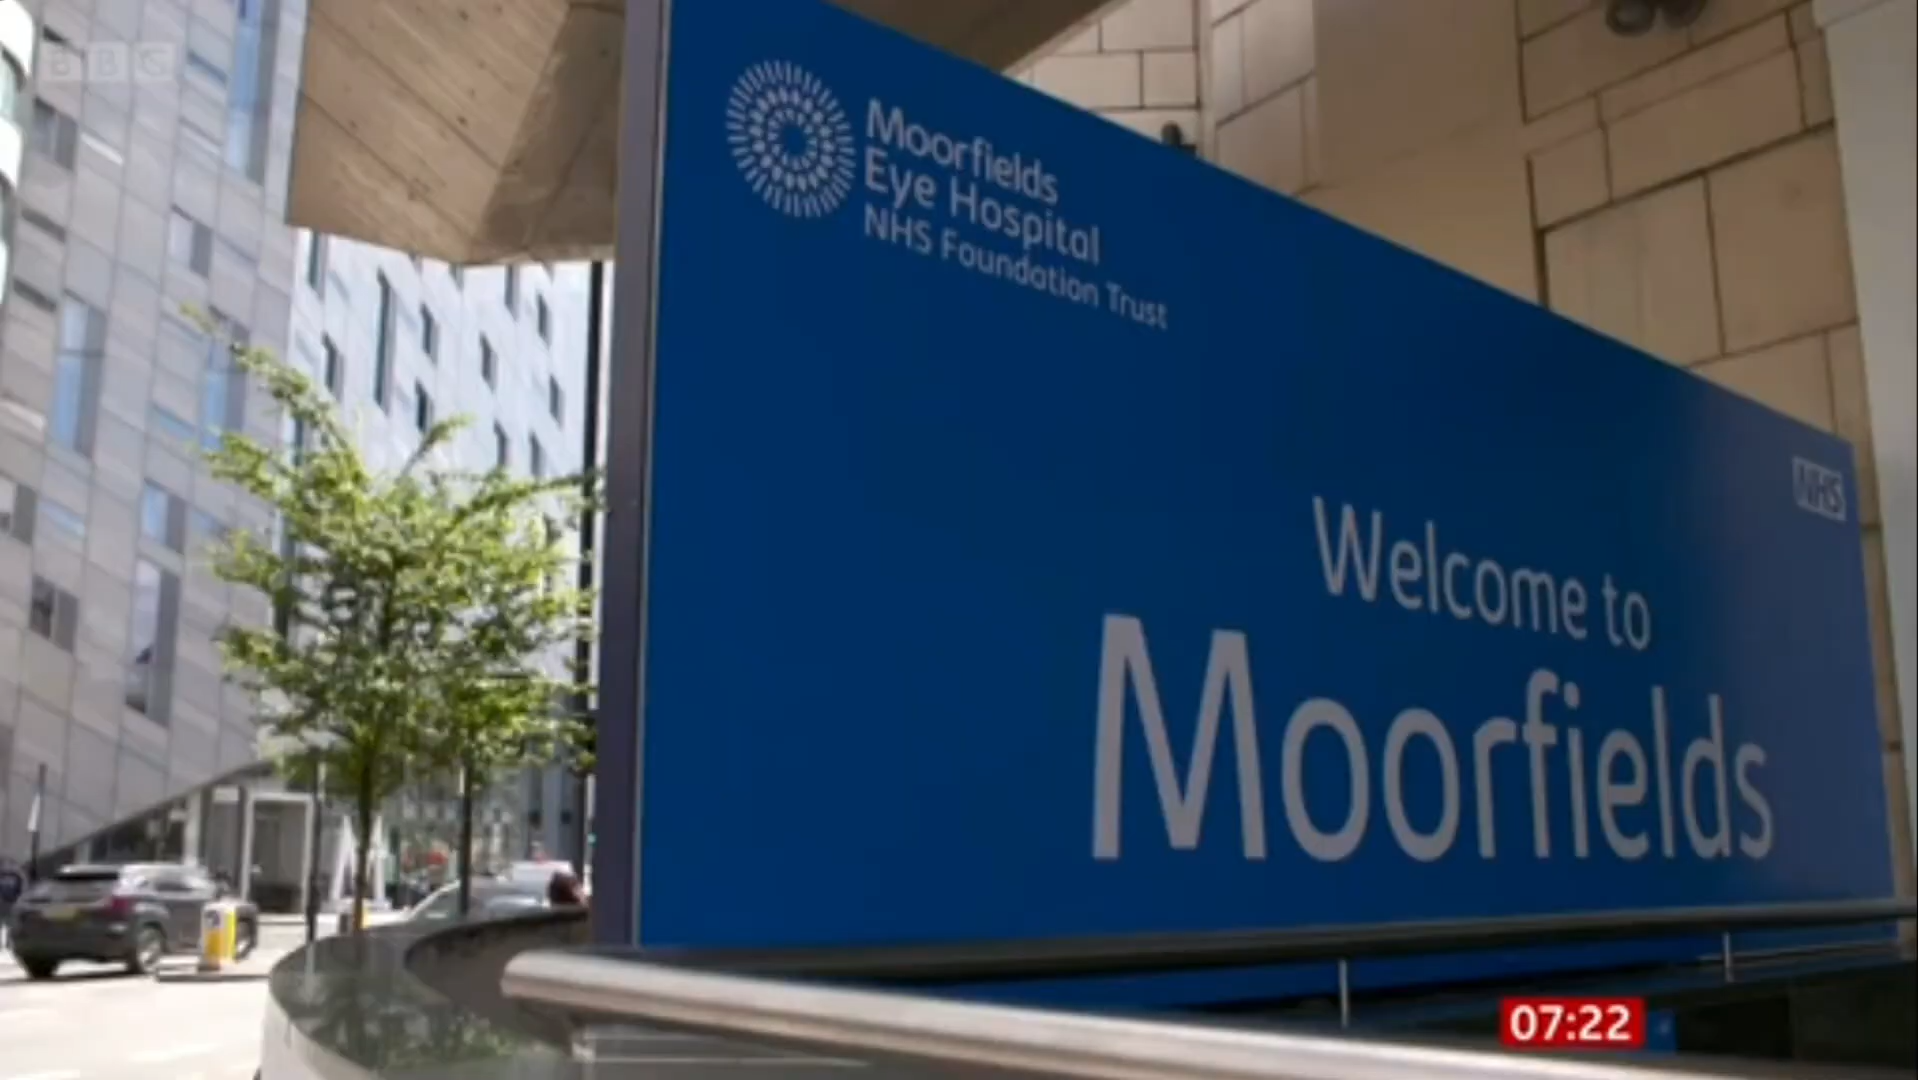 BBC
Moorfields
Eye Hospital
NHS Foundation Trust
NHS
Welcome to
Moorfields
07:22